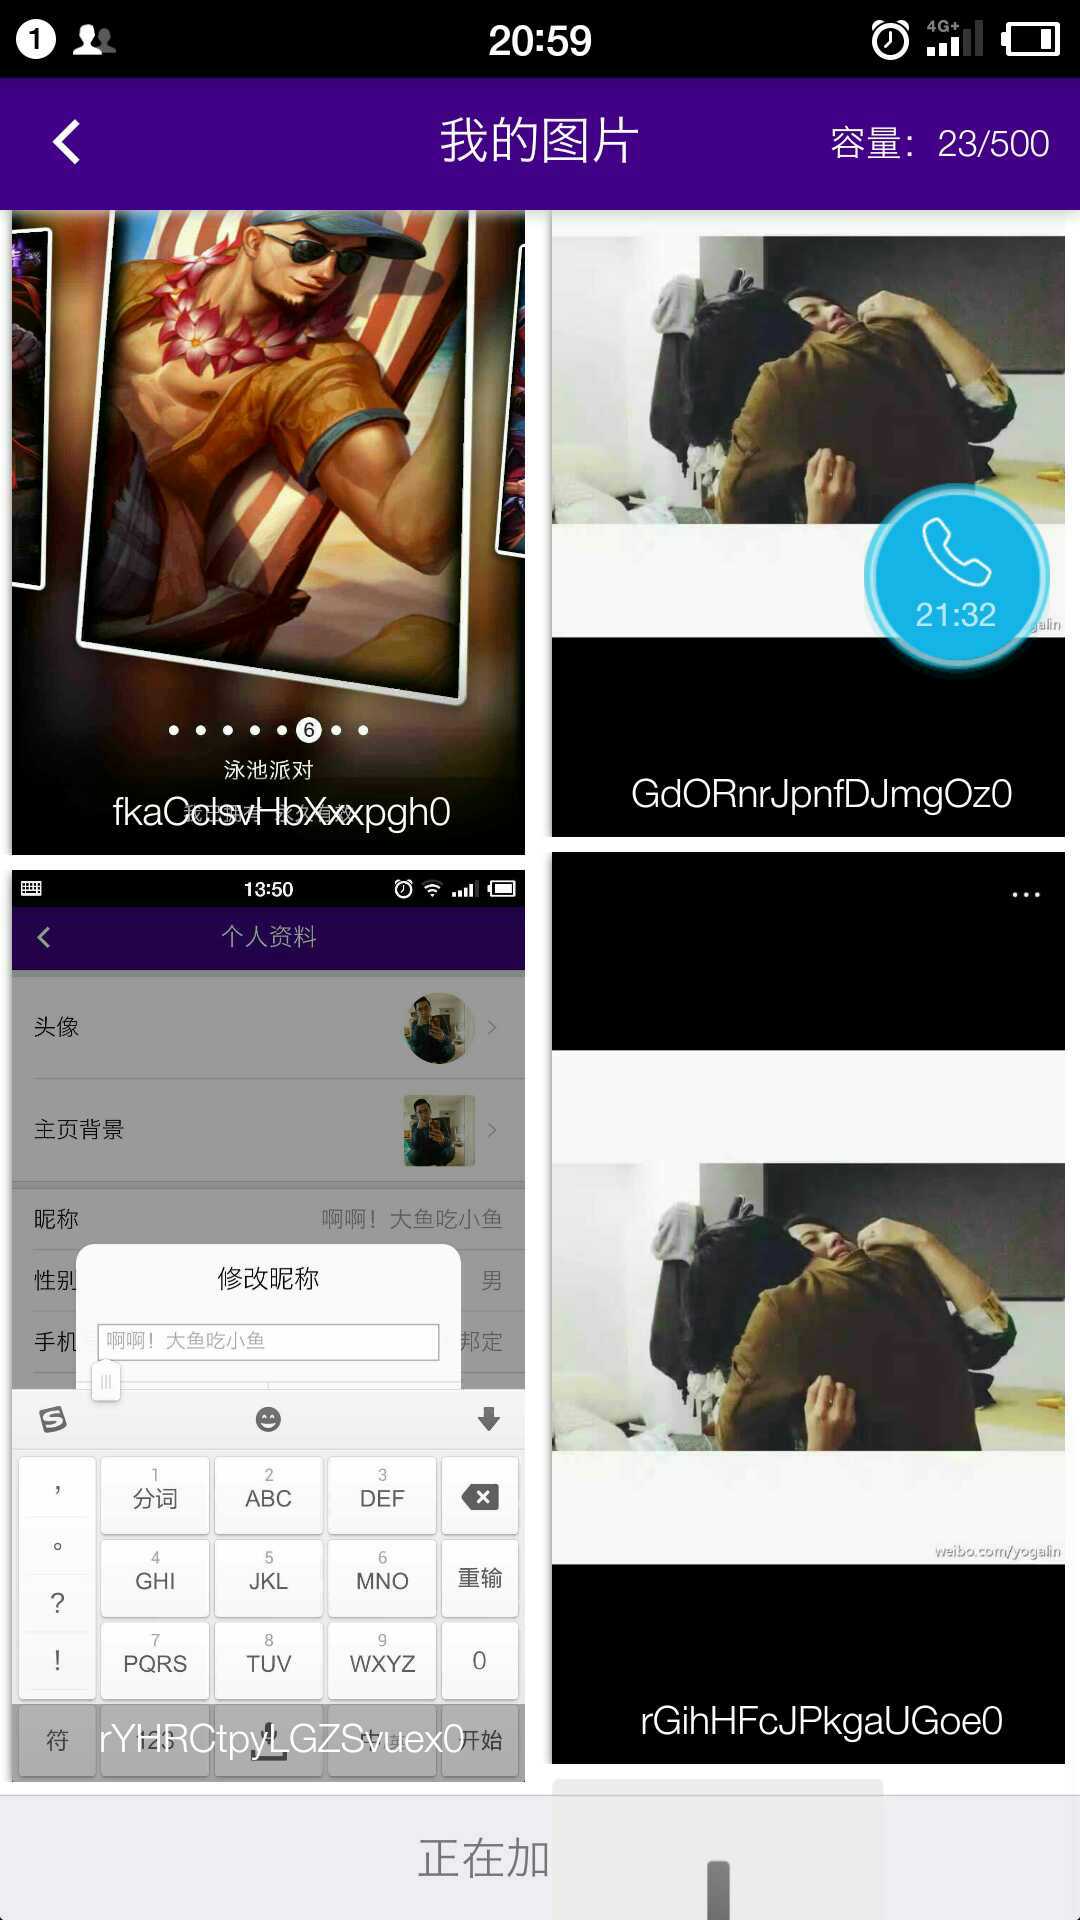 1
20:59
4G+
我的图片
容量：23/500
6
泳池派对
fkaOclsvHbXxxpgh0
21:32
GdORnrJpnfDJmgOz0
13:50
个人资料
头像
主页背景
昵称
啊啊！大鱼吃小鱼
性别
男
修改昵称
手机
啊啊！大鱼吃小鱼
邦定
S
，
1
分词
2
ABC
3
DEF
。
4
GHI
5
JKL
6
MNO
重输
？
！
7
PQRS
8
TUV
9
WXYZ
0
符
123
开始
rYHRCtpyLGZSvuex0
weibo.com/yogalin
rGihHFcJPkgaUGoe0
正在加